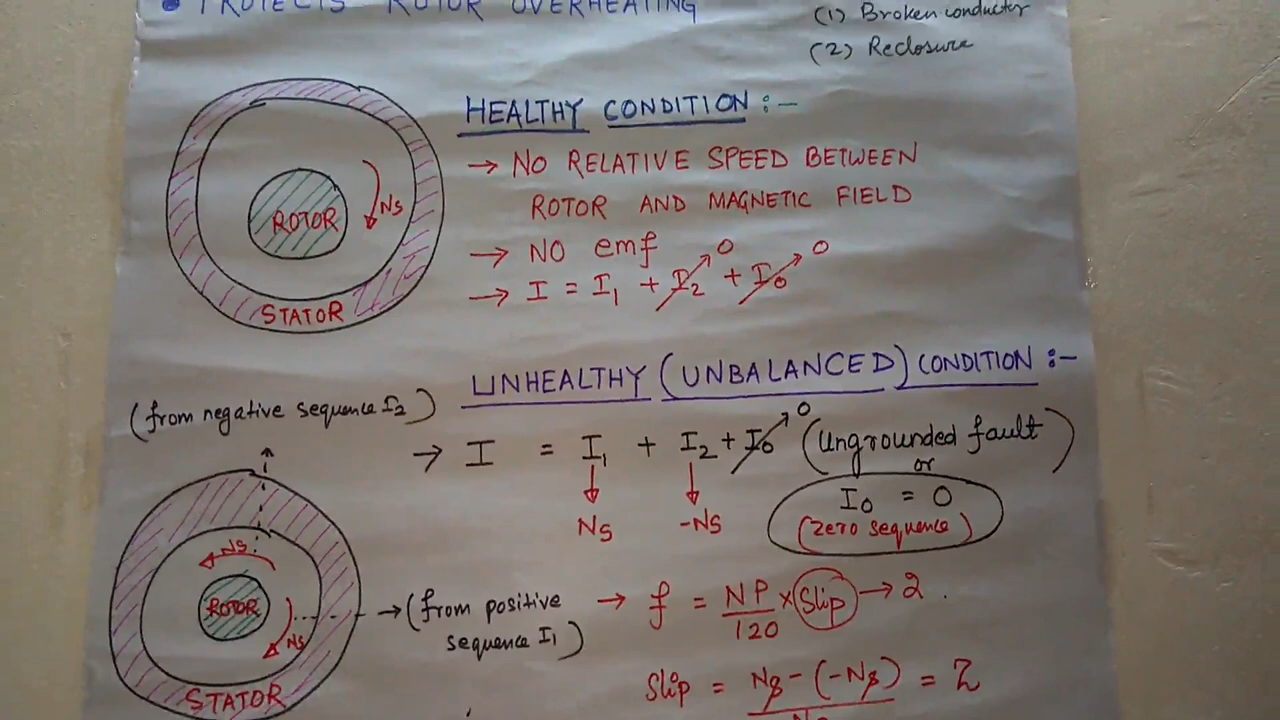 • PROTECTS ROTOR OVERHEATING
(1) Broken conductor
(2) Reclosure
HEALTHY CONDITION :-
→ NO RELATIVE SPEED BETWEEN
ROTOR AND MAGNETIC FIELD
→ NO emf
→ I = I₁ + I₂ ↗ 0 + I₀ ↗ 0
ROTOR
NS
STATOR
UNHEALTHY (UNBALANCED) CONDITION :-
(from negative sequence I₂)
→ I = I₁ + I₂ + I₀ ↗ 0 (Ungrounded fault)
or
I₀ = 0
(zero sequence)
NS -NS
NS
ROTOR
NS
STATOR
→ (from positive
sequence I₁)
→ f = NP/120 × Slip → 2
Slip = NS - (-NS) / NS = 2